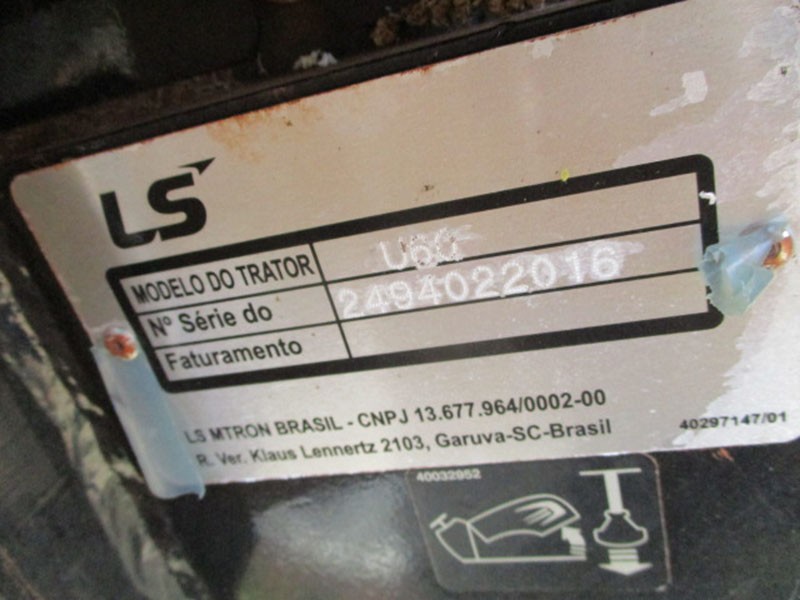 LS
MODELO DO TRATOR U60
Nº Série do 2494022016
Faturamento
LS MTRON BRASIL - CNPJ 13.677.964/0002-00
R. Ver. Klaus Lennertz 2103, Garuva-SC-Brasil 40297147/01
40032952